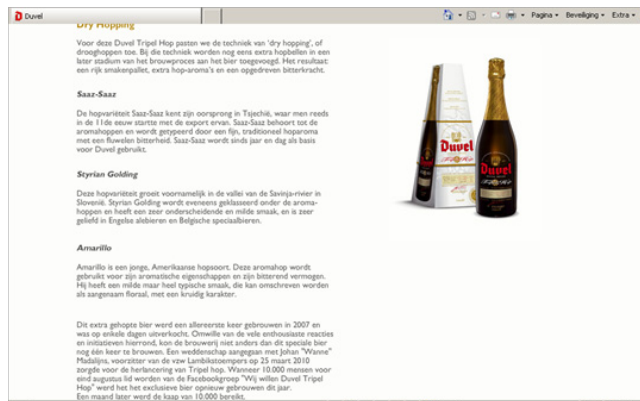 Duvel
Pagina
Beveiliging
Extra
Dry Hopping
Voor deze Duvel Tripel Hop pasten we de techniek van 'dry hopping', of
drooghoppen toe. Bij die techniek worden nog eens extra hopbellen in een
later stadium van het brouwproces aan het bier toegevoegd. Het resultaat:
een rijk smakenpallet, extra hop-aroma's en een opgedreven bitterkracht.
Saaz-Saaz
De hopvariëteit Saaz-Saaz kent zijn oorsprong in Tsjechië, waar men reeds
in de 11de eeuw startte met de export ervan. Saaz-Saaz behoort tot de
aromahoppen en wordt getypeerd door een fijn, traditioneel hoparoma
met een fluwelen bitterheid. Saaz-Saaz wordt sinds jaar en dag als basis
voor Duvel gebruikt.
Styrian Golding
Deze hopvariëteit groeit voornamelijk in de vallei van de Savinja-rivier in
Slovenië. Styrian Golding wordt eveneens geklasseerd onder de aroma-
hoppen en heeft een zeer onderscheidende en milde smaak, en is zeer
geliefd in Engelse alebieren en Belgische speciaalbieren.
Amarillo
Amarillo is een jonge, Amerikaanse hopsoort. Deze aromahop wordt
gebruikt voor zijn aromatische eigenschappen en zijn bitterend vermogen.
Hij heeft een milde maar heel typische smaak, die kan omschreven worden
als aangenaam floraal, met een kruidig karakter.
Dit extra gehopte bier werd een allereerste keer gebrouwen in 2007 en
was op enkele dagen uitverkocht. Omwille van de vele enthousiaste reacties
en initiatieven hierrond, kon de brouwerij niet anders dan dit speciale bier
nog één keer te brouwen. Een weddenschap aangegaan met Johan "Wanne"
Madalijns, voorzitter van de vzw Lambikstoempers op 25 maart 2010
zorgde voor de herlancering van Tripel hop. Wanneer 10.000 mensen voor
eind augustus lid worden van de Facebookgroep "Wij willen Duvel Tripel
Hop" werd het het exclusieve bier opnieuw gebrouwen dit jaar.
Een maand later werd de kaap van 10.000 bereikt.
Duvel
Duvel